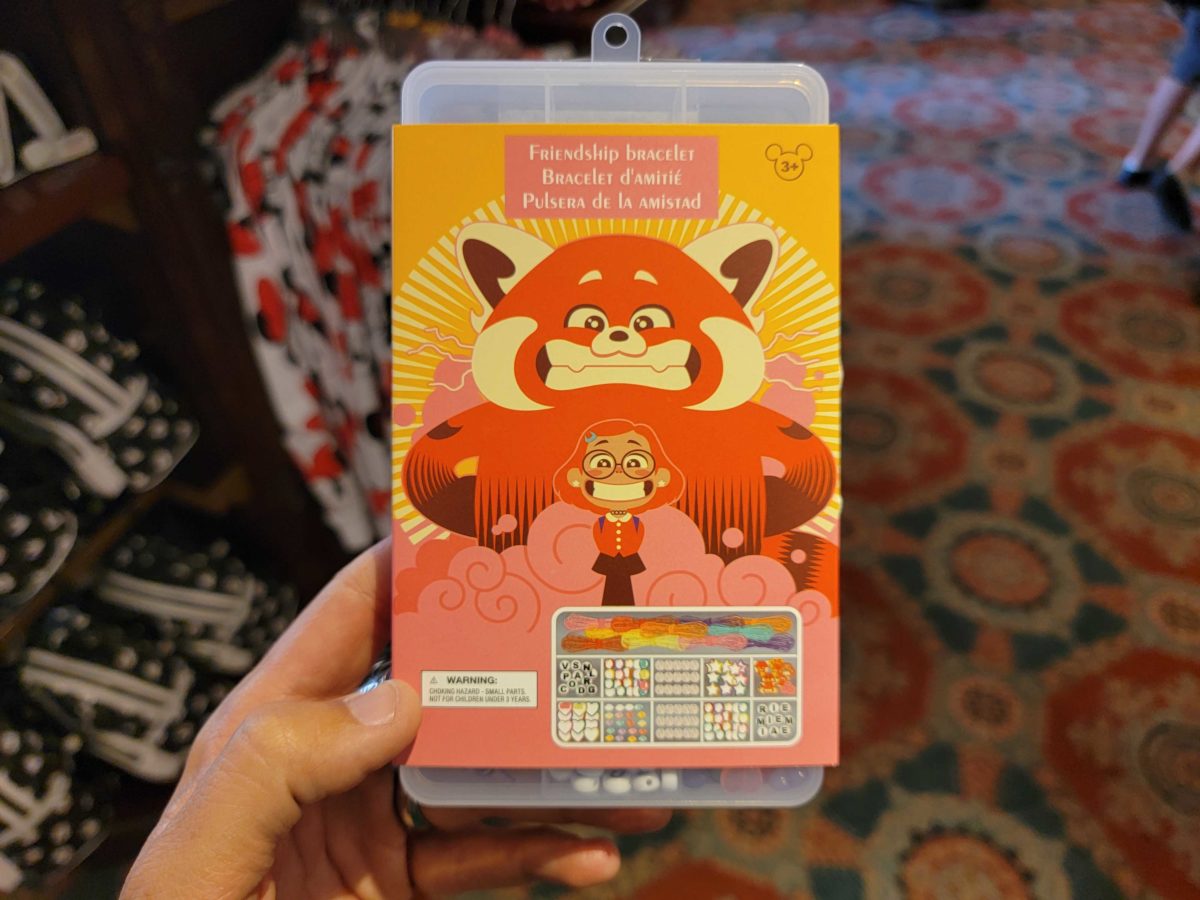 Friendship bracelet
Bracelet d'amitié
Pulsera de la amistad
3+
WARNING:
CHOKING HAZARD - SMALL PARTS.
NOT FOR CHILDREN UNDER 3 YEARS.